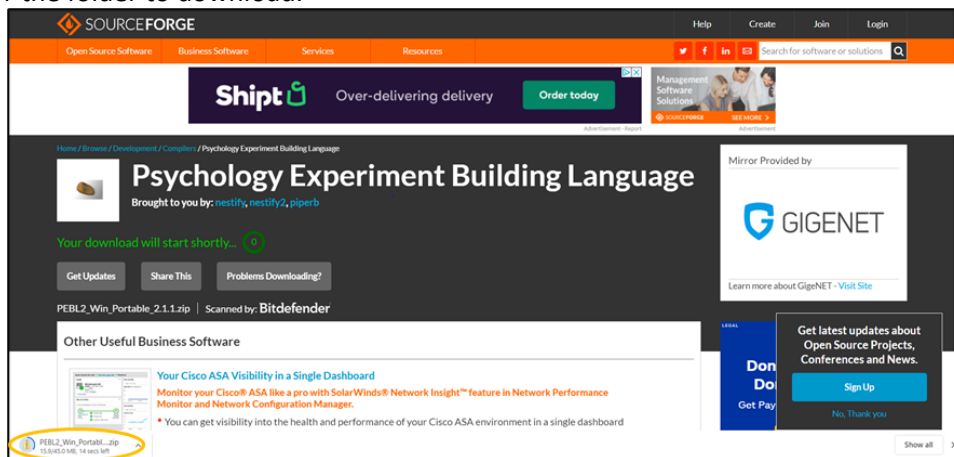 the folder to download.
SOURCEFORGE
Help Create Join Login
Open Source Software Business Software Services Resources
Search for software or solutions
Shipt Over-delivering delivery Order today
Management
Software
Solutions
SOURCEFORGE SEE MORE >
Advertisement - Report
Advertisement
Home / Browse / Development / Compilers / Psychology Experiment Building Language
Psychology Experiment Building Language
Brought to you by: nestify, nestify2, piperb
Mirror Provided by
GIGENET
Learn more about GigeNET - Visit Site
Your download will start shortly... 0
Get Updates Share This Problems Downloading?
PEBL2_Win_Portable_2.1.1.zip | Scanned by: Bitdefender
Other Useful Business Software
Your Cisco ASA Visibility in a Single Dashboard
Monitor your Cisco® ASA like a pro with SolarWinds® Network Insight™ feature in Network Performance
Monitor and Network Configuration Manager.
* You can get visibility into the health and performance of your Cisco ASA environment in a single dashboard
LEGAL
Don
Do
Get Pay
Get latest updates about
Open Source Projects,
Conferences and News.
Sign Up
No, Thank you
PEBL2_Win_Portabl....zip
15.9/45.0 MB, 14 secs left
Show all